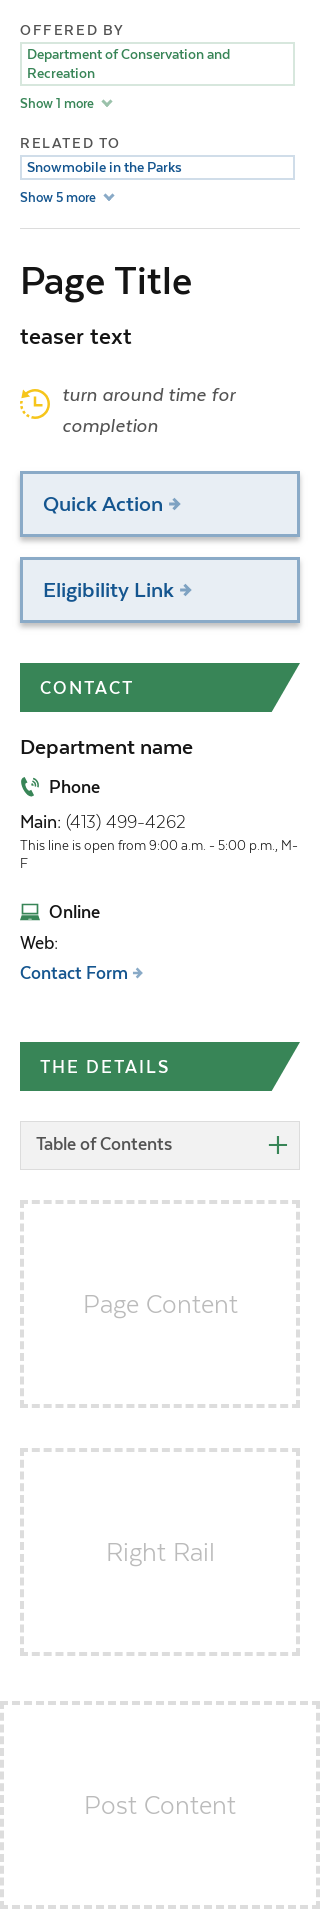 OFFERED BY
Department of Conservation and
Recreation
Show 1 more
RELATED TO
Snowmobile in the Parks
Show 5 more
Page Title
teaser text
turn around time for
completion
Quick Action
Eligibility Link
CONTACT
Department name
Phone
Main: (413) 499-4262
This line is open from 9:00 a.m. - 5:00 p.m., M-
F
Online
Web:
Contact Form
THE DETAILS
Table of Contents
Page Content
Right Rail
Post Content